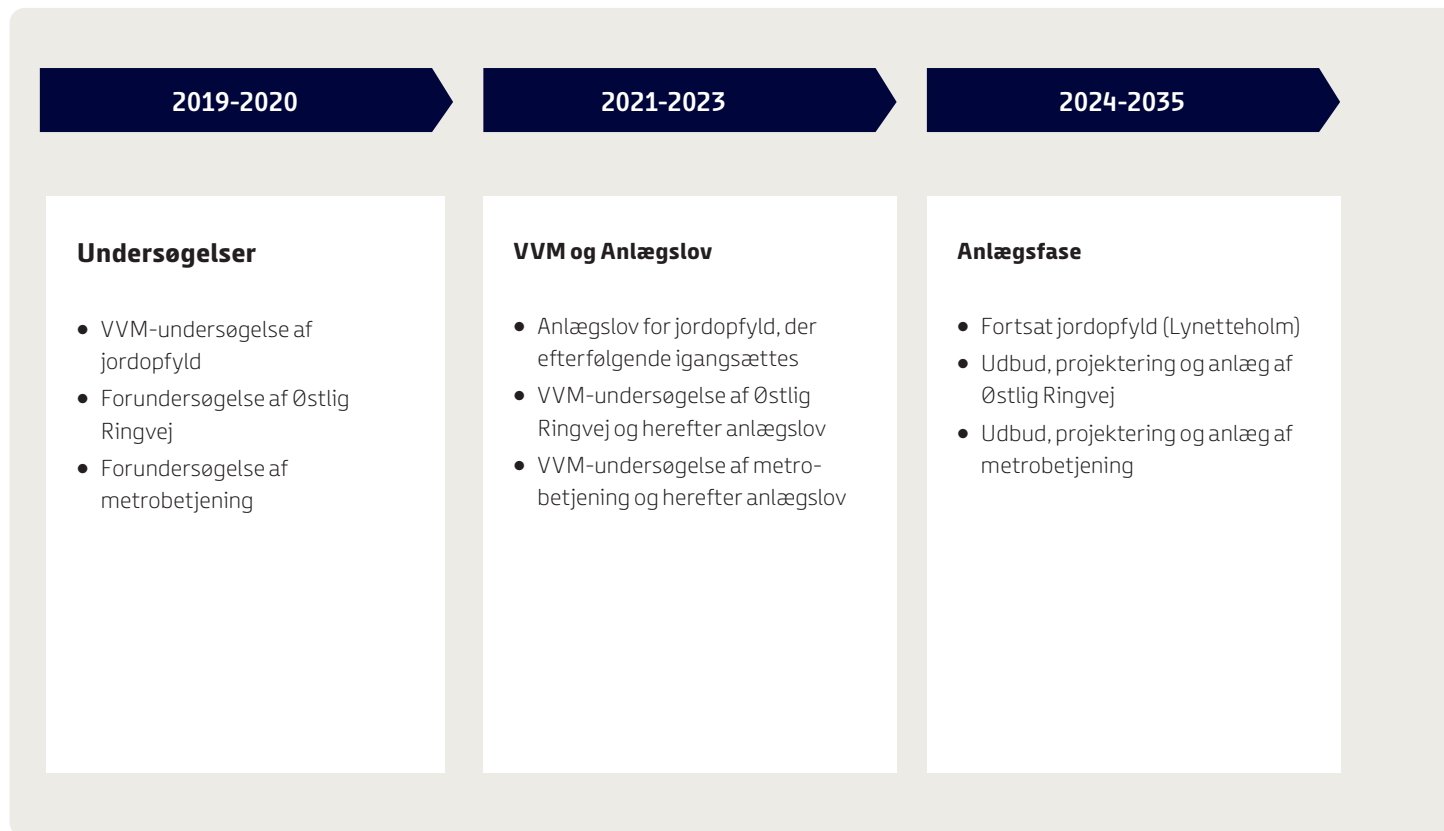 2019-2020
2021-2023
2024-2035
Undersøgelser
• VVM-undersøgelse af
jordopfyld
• Forundersøgelse af Østlig
Ringvej
• Forundersøgelse af
metrobetjening
VVM og Anlægslov
• Anlægslov for jordopfyld, der
efterfølgende igangsættes
• VVM-undersøgelse af Østlig
Ringvej og herefter anlægslov
• VVM-undersøgelse af metro-
betjening og herefter anlægslov
Anlægsfase
• Fortsat jordopfyld (Lynetteholm)
• Udbud, projektering og anlæg af
Østlig Ringvej
• Udbud, projektering og anlæg af
metrobetjening